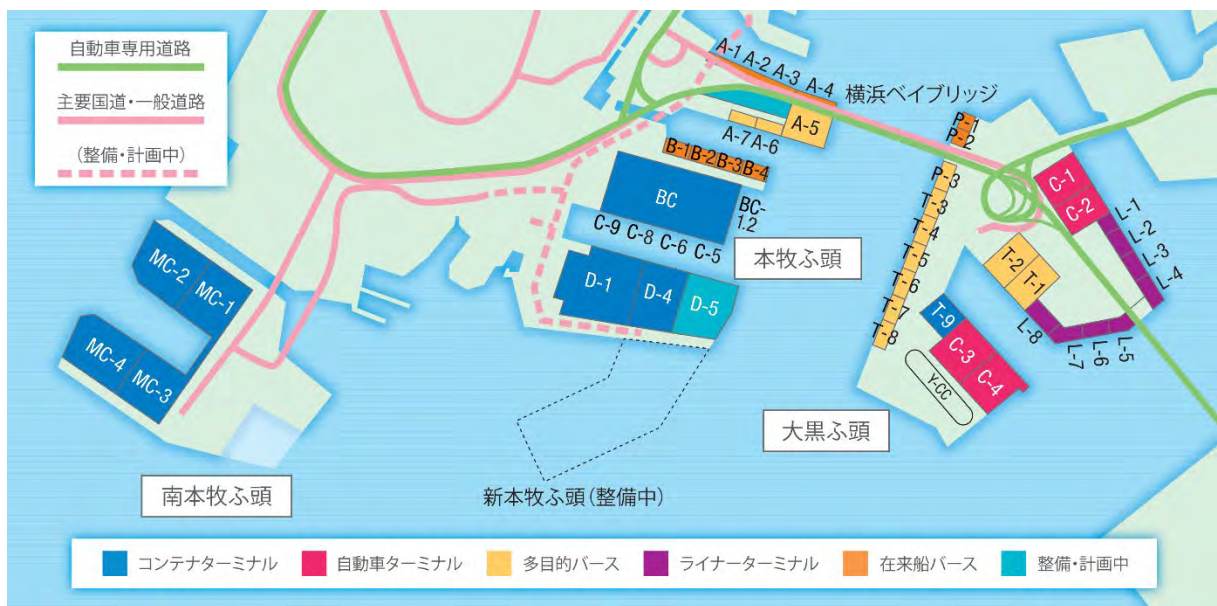 自動車専用道路
主要国道・一般道路
(整備・計画中)
A-1
A-2
A-3
A-4
横浜ベイブリッジ
A-5
A-7
A-6
B-1
B-2
B-3
B-4
BC
BC-1.2
C-9
C-8
C-6
C-5
本牧ふ頭
D-1
D-4
D-5
MC-2
MC-1
MC-4
MC-3
南本牧ふ頭
新本牧ふ頭(整備中)
P-1
P-2
P-3
T-3
T-4
T-5
T-6
T-7
T-8
C-1
C-2
L-1
L-2
L-3
L-4
T-2
T-1
L-8
L-7
L-6
L-5
T-9
C-3
C-4
Y-CC
大黒ふ頭
コンテナターミナル
自動車ターミナル
多目的バース
ライナーターミナル
在来船バース
整備・計画中